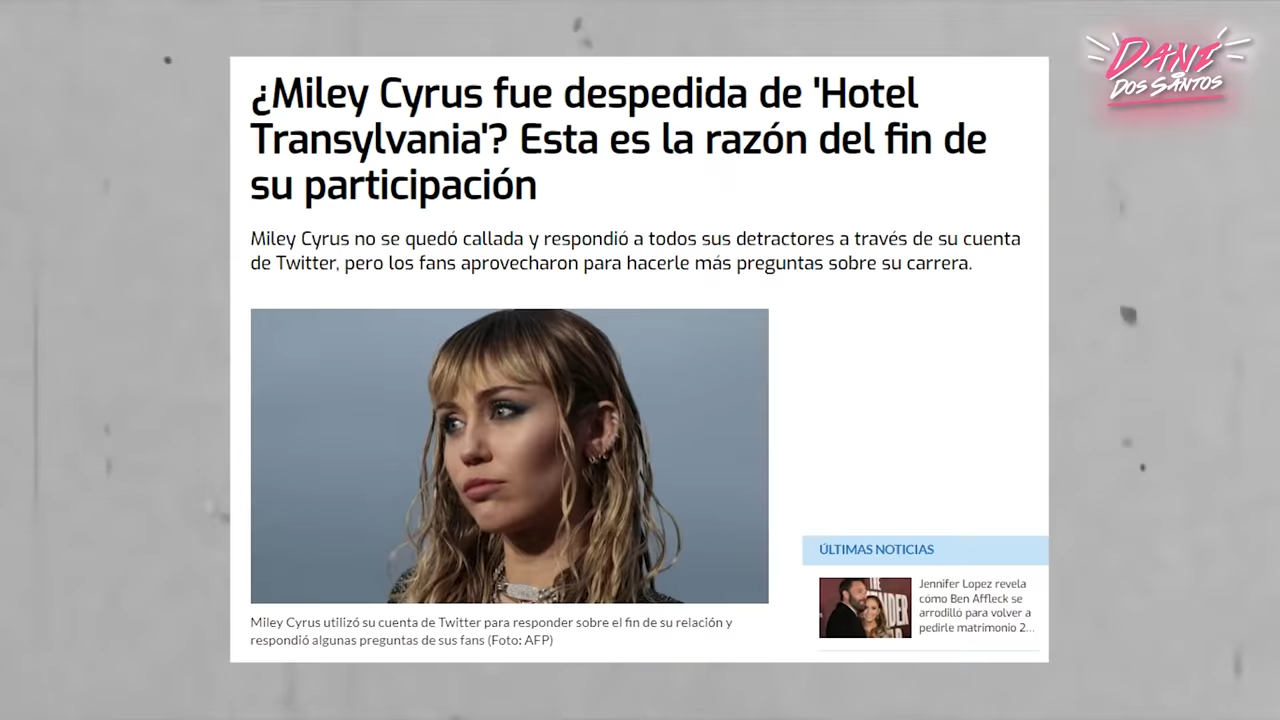 DANI
DOS SANTOS
¿Miley Cyrus fue despedida de 'Hotel
Transylvania'? Esta es la razón del fin de
su participación
Miley Cyrus no se quedó callada y respondió a todos sus detractores a través de su cuenta
de Twitter, pero los fans aprovecharon para hacerle más preguntas sobre su carrera.
Miley Cyrus utilizó su cuenta de Twitter para responder sobre el fin de su relación y
respondió algunas preguntas de sus fans (Foto: AFP)
ÚLTIMAS NOTICIAS
Jennifer Lopez revela
cómo Ben Affleck se
arrodilló para volver a
pedirle matrimonio 2...